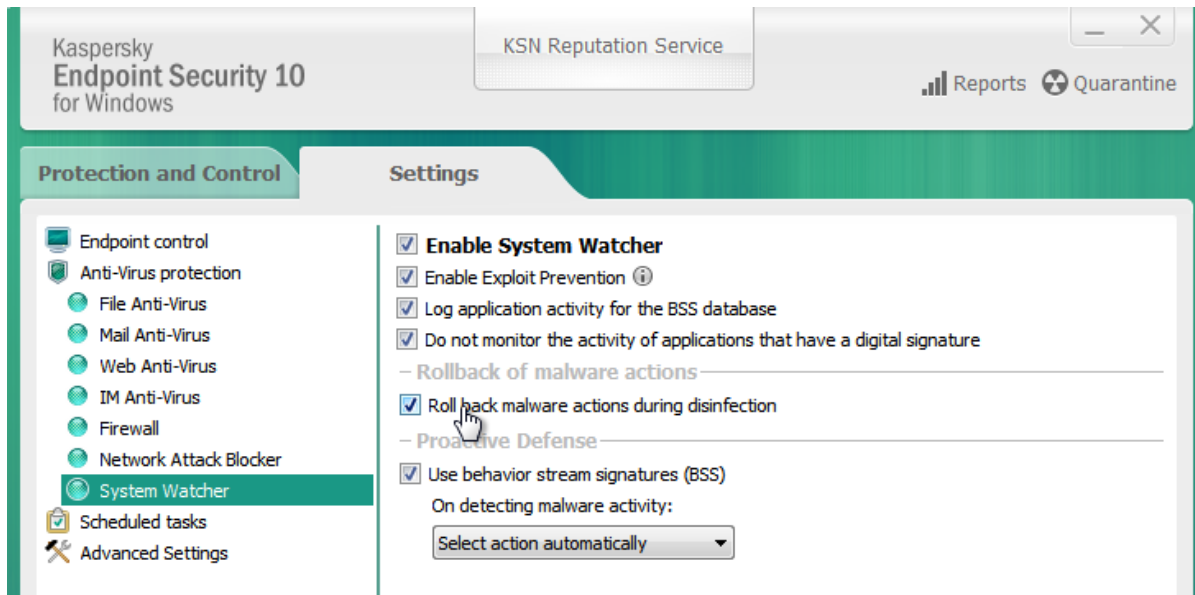 Kaspersky
Endpoint Security 10
for Windows
KSN Reputation Service
Reports
Quarantine
Protection and Control
Settings
Endpoint control
Anti-Virus protection
File Anti-Virus
Mail Anti-Virus
Web Anti-Virus
IM Anti-Virus
Firewall
Network Attack Blocker
System Watcher
Scheduled tasks
Advanced Settings
Enable System Watcher
Enable Exploit Prevention
Log application activity for the BSS database
Do not monitor the activity of applications that have a digital signature
Rollback of malware actions
Roll back malware actions during disinfection
Proactive Defense
Use behavior stream signatures (BSS)
On detecting malware activity:
Select action automatically